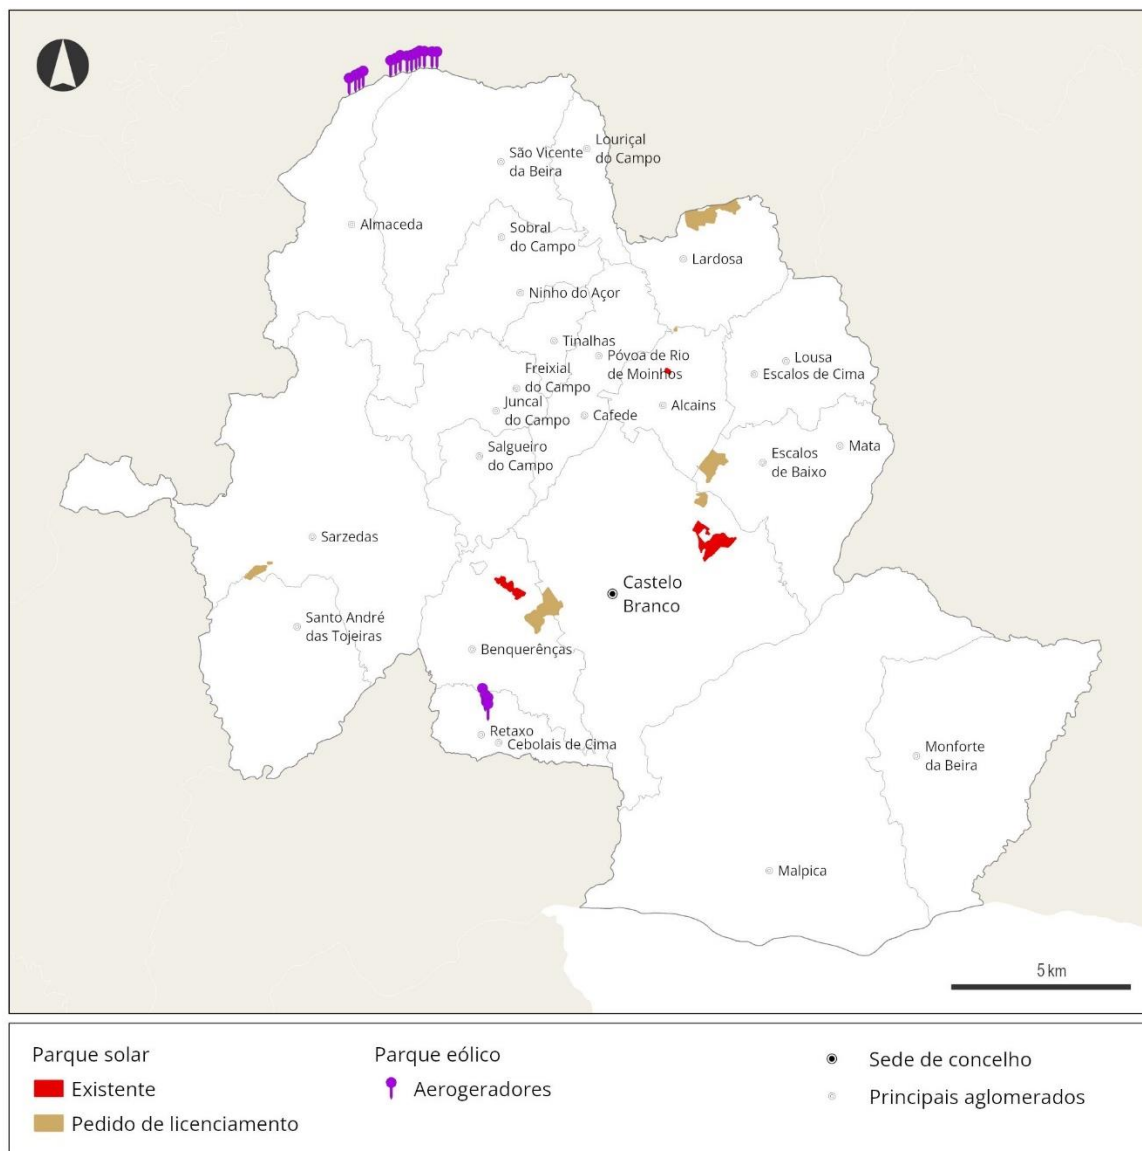 Louriçal
do Campo
São Vicente
da Beira
Almaceda
Sobral
do Campo
Lardosa
Ninho do Açor
Tinalhas
Póvoa de Rio
de Moinhos
Lousa
Escalos de Cima
Freixial
do Campo
Juncal
do Campo
Cafede
Alcains
Mata
Salgueiro
do Campo
Escalos
de Baixo
Sarzedas
Castelo
Branco
Santo André
das Tojeiras
Benquerênças
Retaxo
Cebolais de Cima
Monforte
da Beira
Malpica
5 km
Parque solar
Existente
Pedido de licenciamento
Parque eólico
Aerogeradores
Sede de concelho
Principais aglomerados